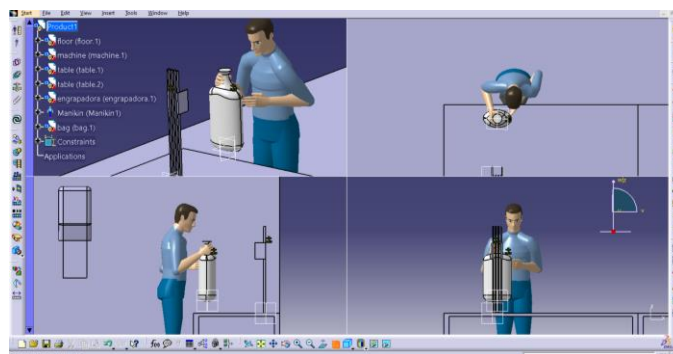 Start File Edit View Insert Tools Window Help
Product1
floor (floor.1)
machine (machine.1)
table (table.1)
table (table.2)
engrapadora (engrapadora.1)
Manikin (Manikin1)
bag (bag.1)
Constraints
Applications